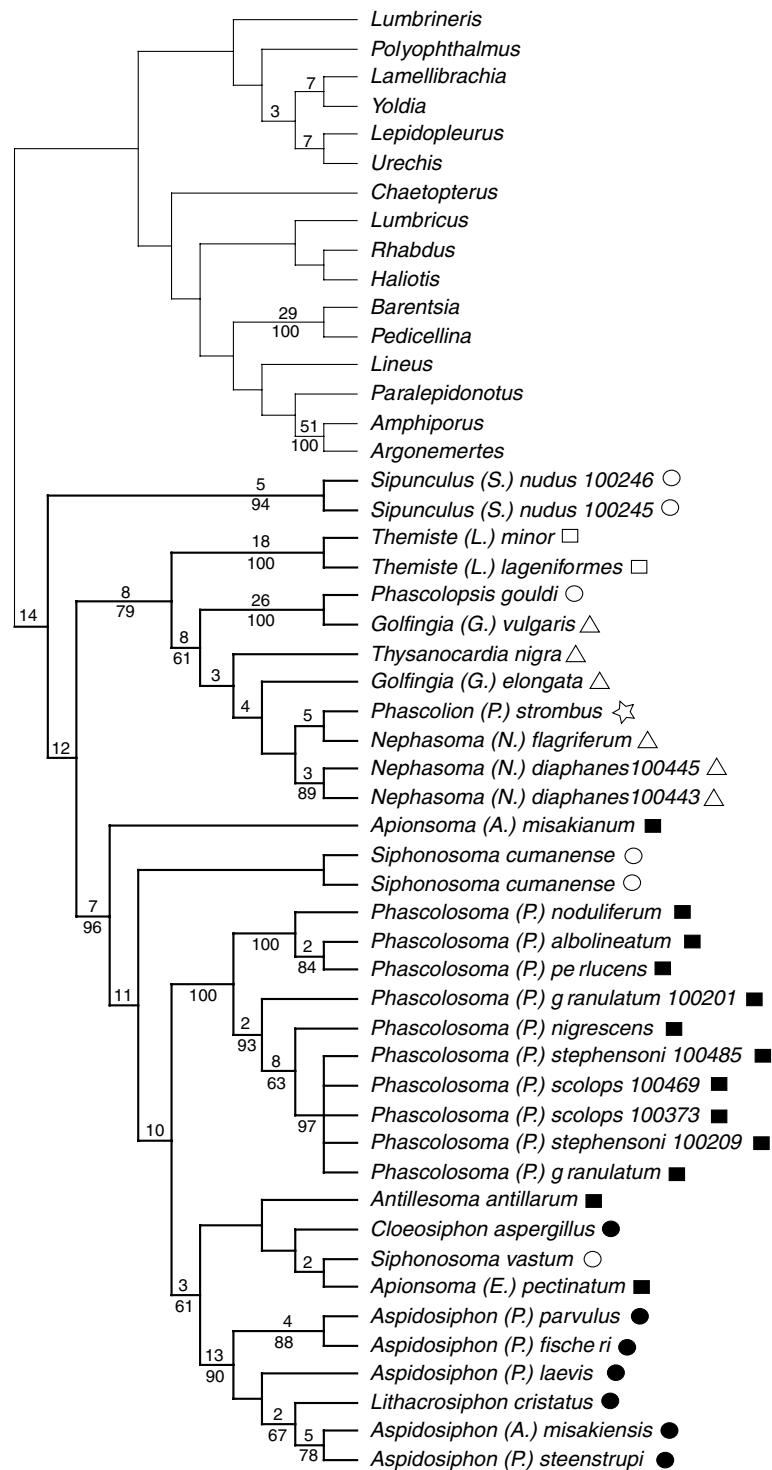 Lumbrineris
Polyophthalmus
7 Lamellibrachia
3 Yoldia
7 Lepidopleurus
Urechis
Chaetopterus
Lumbricus
Rhabdus
Haliotis
29 Barentsia
100 Pedicellina
Lineus
Paralepidonotus
51 Amphiporus
100 Argonemertes
5 Sipunculus (S.) nudus 100246
94 Sipunculus (S.) nudus 100245
18 Themiste (L.) minor
100 Themiste (L.) lageniformes
8 26 Phascolopsis gouldi
79 100 Golfingia (G.) vulgaris
14
8
61 Thysanocardia nigra
3 Golfingia (G.) elongata
4 5 Phascolion (P.) strombus
Nephasoma (N.) flagriferum
12 3 Nephasoma (N.) diaphanes100445
89 Nephasoma (N.) diaphanes100443
Apionsoma (A.) misakianum
Siphonosoma cumanense
Siphonosoma cumanense
7
96 Phascolosoma (P.) noduliferum
100 2 Phascolosoma (P.) albolineatum
84 Phascolosoma (P.) pe rlucens
11 100 Phascolosoma (P.) g ranulatum 100201
2
93 Phascolosoma (P.) nigrescens
8
63 Phascolosoma (P.) stephensoni 100485
Phascolosoma (P.) scolops 100469
97 Phascolosoma (P.) scolops 100373
10 Phascolosoma (P.) stephensoni 100209
Phascolosoma (P.) g ranulatum
Antillesoma antillarum
Cloeosiphon aspergillus
2 Siphonosoma vastum
3 Apionsoma (E.) pectinatum
61
4 Aspidosiphon (P.) parvulus
88 Aspidosiphon (P.) fische ri
13
90 Aspidosiphon (P.) laevis
2 Lithacrosiphon cristatus
67 5 Aspidosiphon (A.) misakiensis
78 Aspidosiphon (P.) steenstrupi